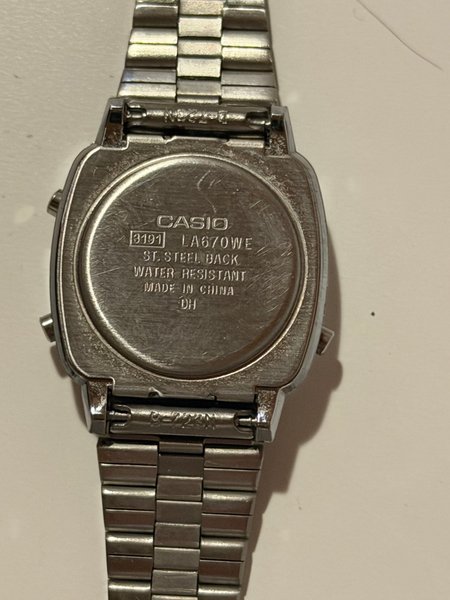 CASIO
3191 LA670WE
ST. STEEL BACK
WATER RESISTANT
MADE IN CHINA
DH